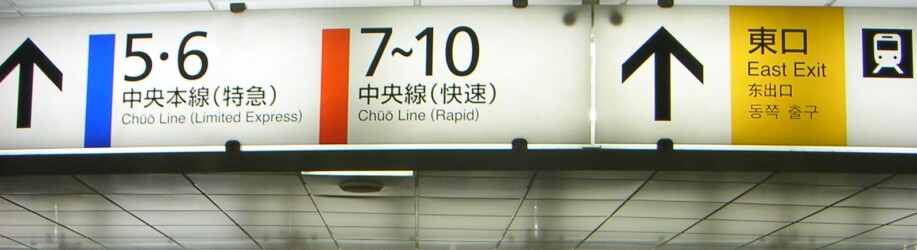 5·6
中央本線(特急)
Chūō Line (Limited Express)
7~10
中央線(快速)
Chūō Line (Rapid)
東口
East Exit
东出口
동쪽 출구